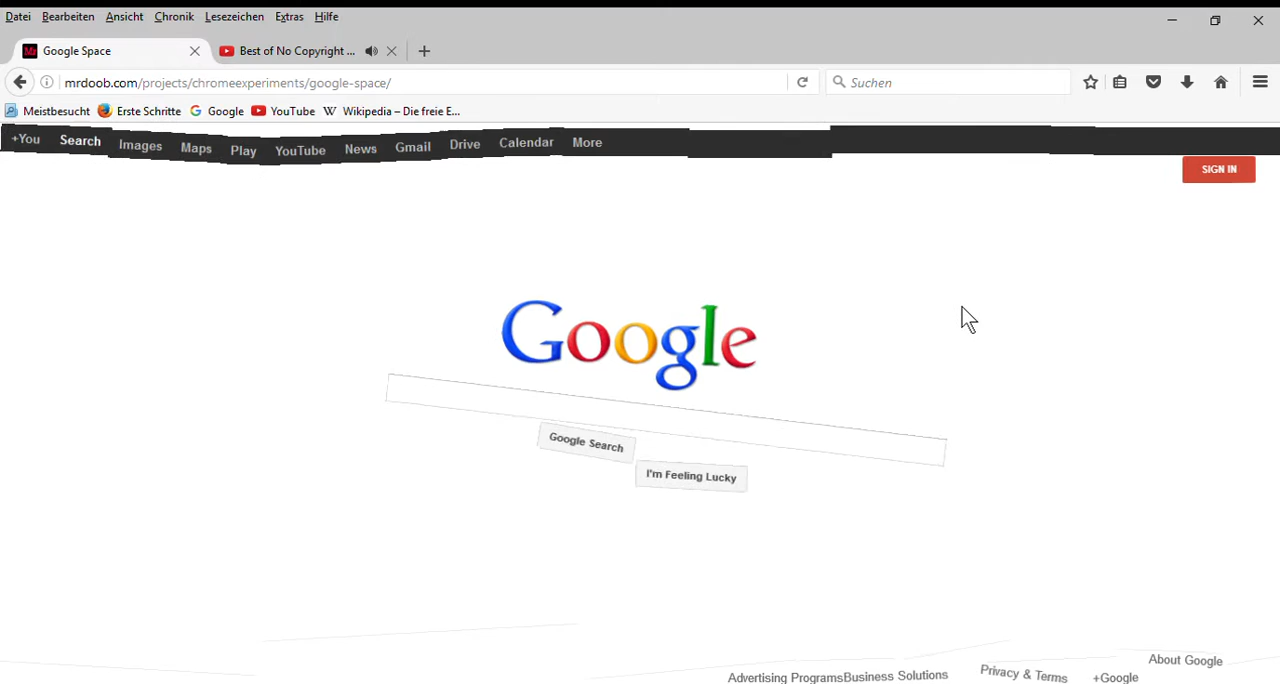 Datei Bearbeiten Ansicht Chronik Lesezeichen Extras Hilfe
Mr Google Space Best of No Copyright ...
mrdoob.com/projects/chromeexperiments/google-space/ Suchen
Meistbesucht Erste Schritte Google YouTube Wikipedia – Die freie E...
+You Search Images Maps Play YouTube News Gmail Drive Calendar More
SIGN IN
Google
Google Search
I'm Feeling Lucky
Advertising Programs Business Solutions Privacy & Terms +Google About Google